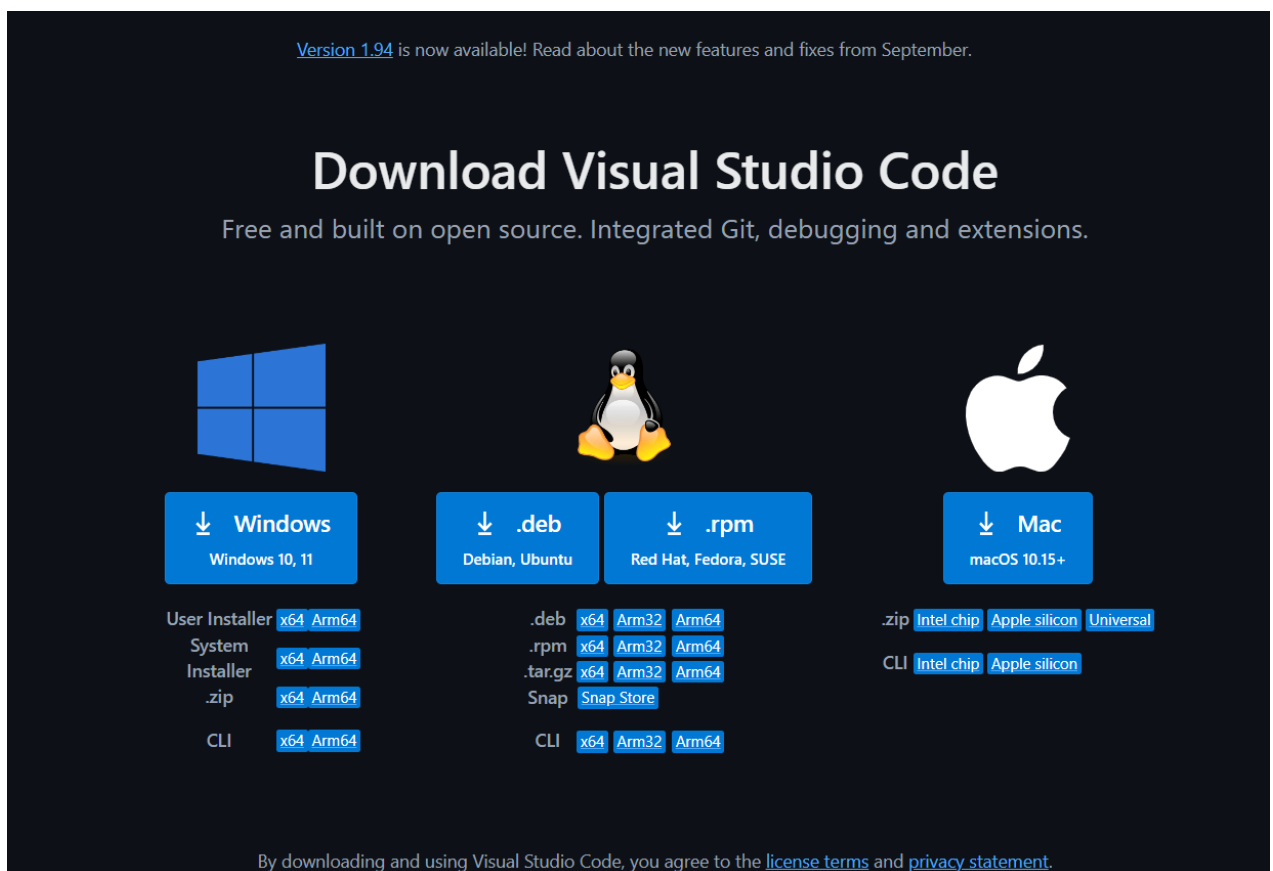 Version 1.94 is now available! Read about the new features and fixes from September.
Download Visual Studio Code
Free and built on open source. Integrated Git, debugging and extensions.
Windows
Windows 10, 11
User Installer x64 Arm64
System
Installer x64 Arm64
.zip x64 Arm64
CLI x64 Arm64
.deb
Debian, Ubuntu
.rpm
Red Hat, Fedora, SUSE
.deb x64 Arm32 Arm64
.rpm x64 Arm32 Arm64
.tar.gz x64 Arm32 Arm64
Snap Snap Store
CLI x64 Arm32 Arm64
Mac
macOS 10.15+
.zip Intel chip Apple silicon Universal
CLI Intel chip Apple silicon
By downloading and using Visual Studio Code, you agree to the license terms and privacy statement.